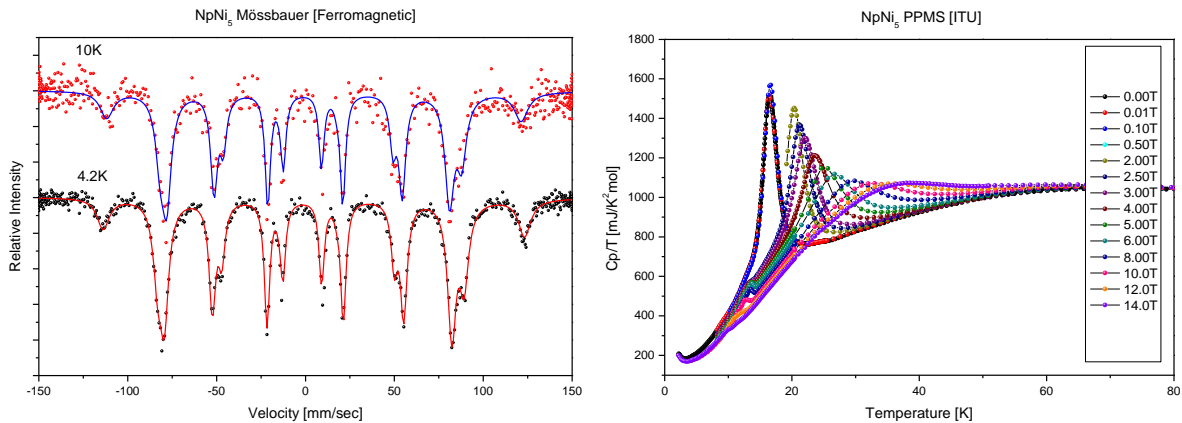 NpNi₅ Mössbauer [Ferromagnetic]
10K
4.2K
Relative Intensity
-150 -100 -50 0 50 100 150
Velocity [mm/sec]
NpNi₅ PPMS [ITU]
1800
1600
1400
1200
1000
800
600
400
200
Cp/T [mJ/K²mol]
0.00T
0.01T
0.10T
0.50T
2.00T
2.50T
3.00T
4.00T
5.00T
6.00T
8.00T
10.0T
12.0T
14.0T
0 20 40 60 80
Temperature [K]